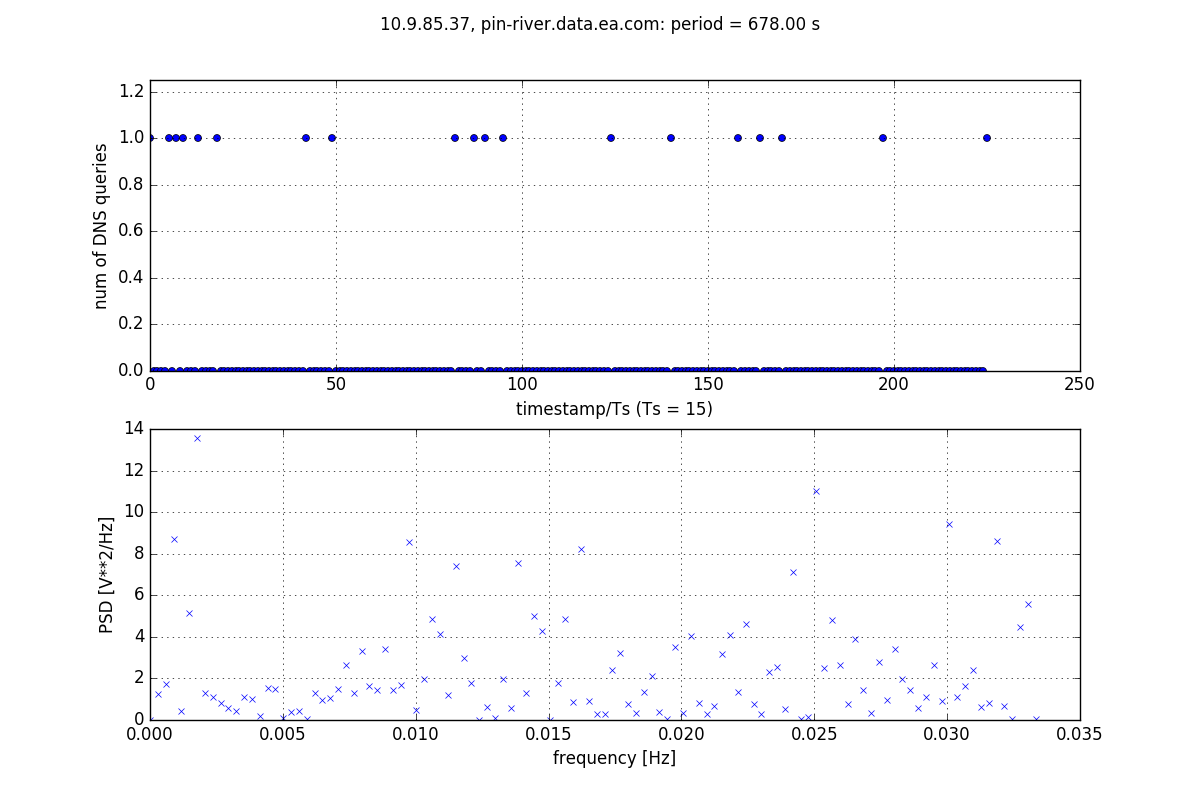 10.9.85.37, pin-river.data.ea.com: period = 678.00 s
1.2
1.0
0.8
0.6
0.4
0.2
0.0
num of DNS queries
0 50 100 150 200 250
timestamp/Ts (Ts = 15)
14
12
10
8
6
4
2
0
PSD [V**2/Hz]
0.000 0.005 0.010 0.015 0.020 0.025 0.030 0.035
frequency [Hz]